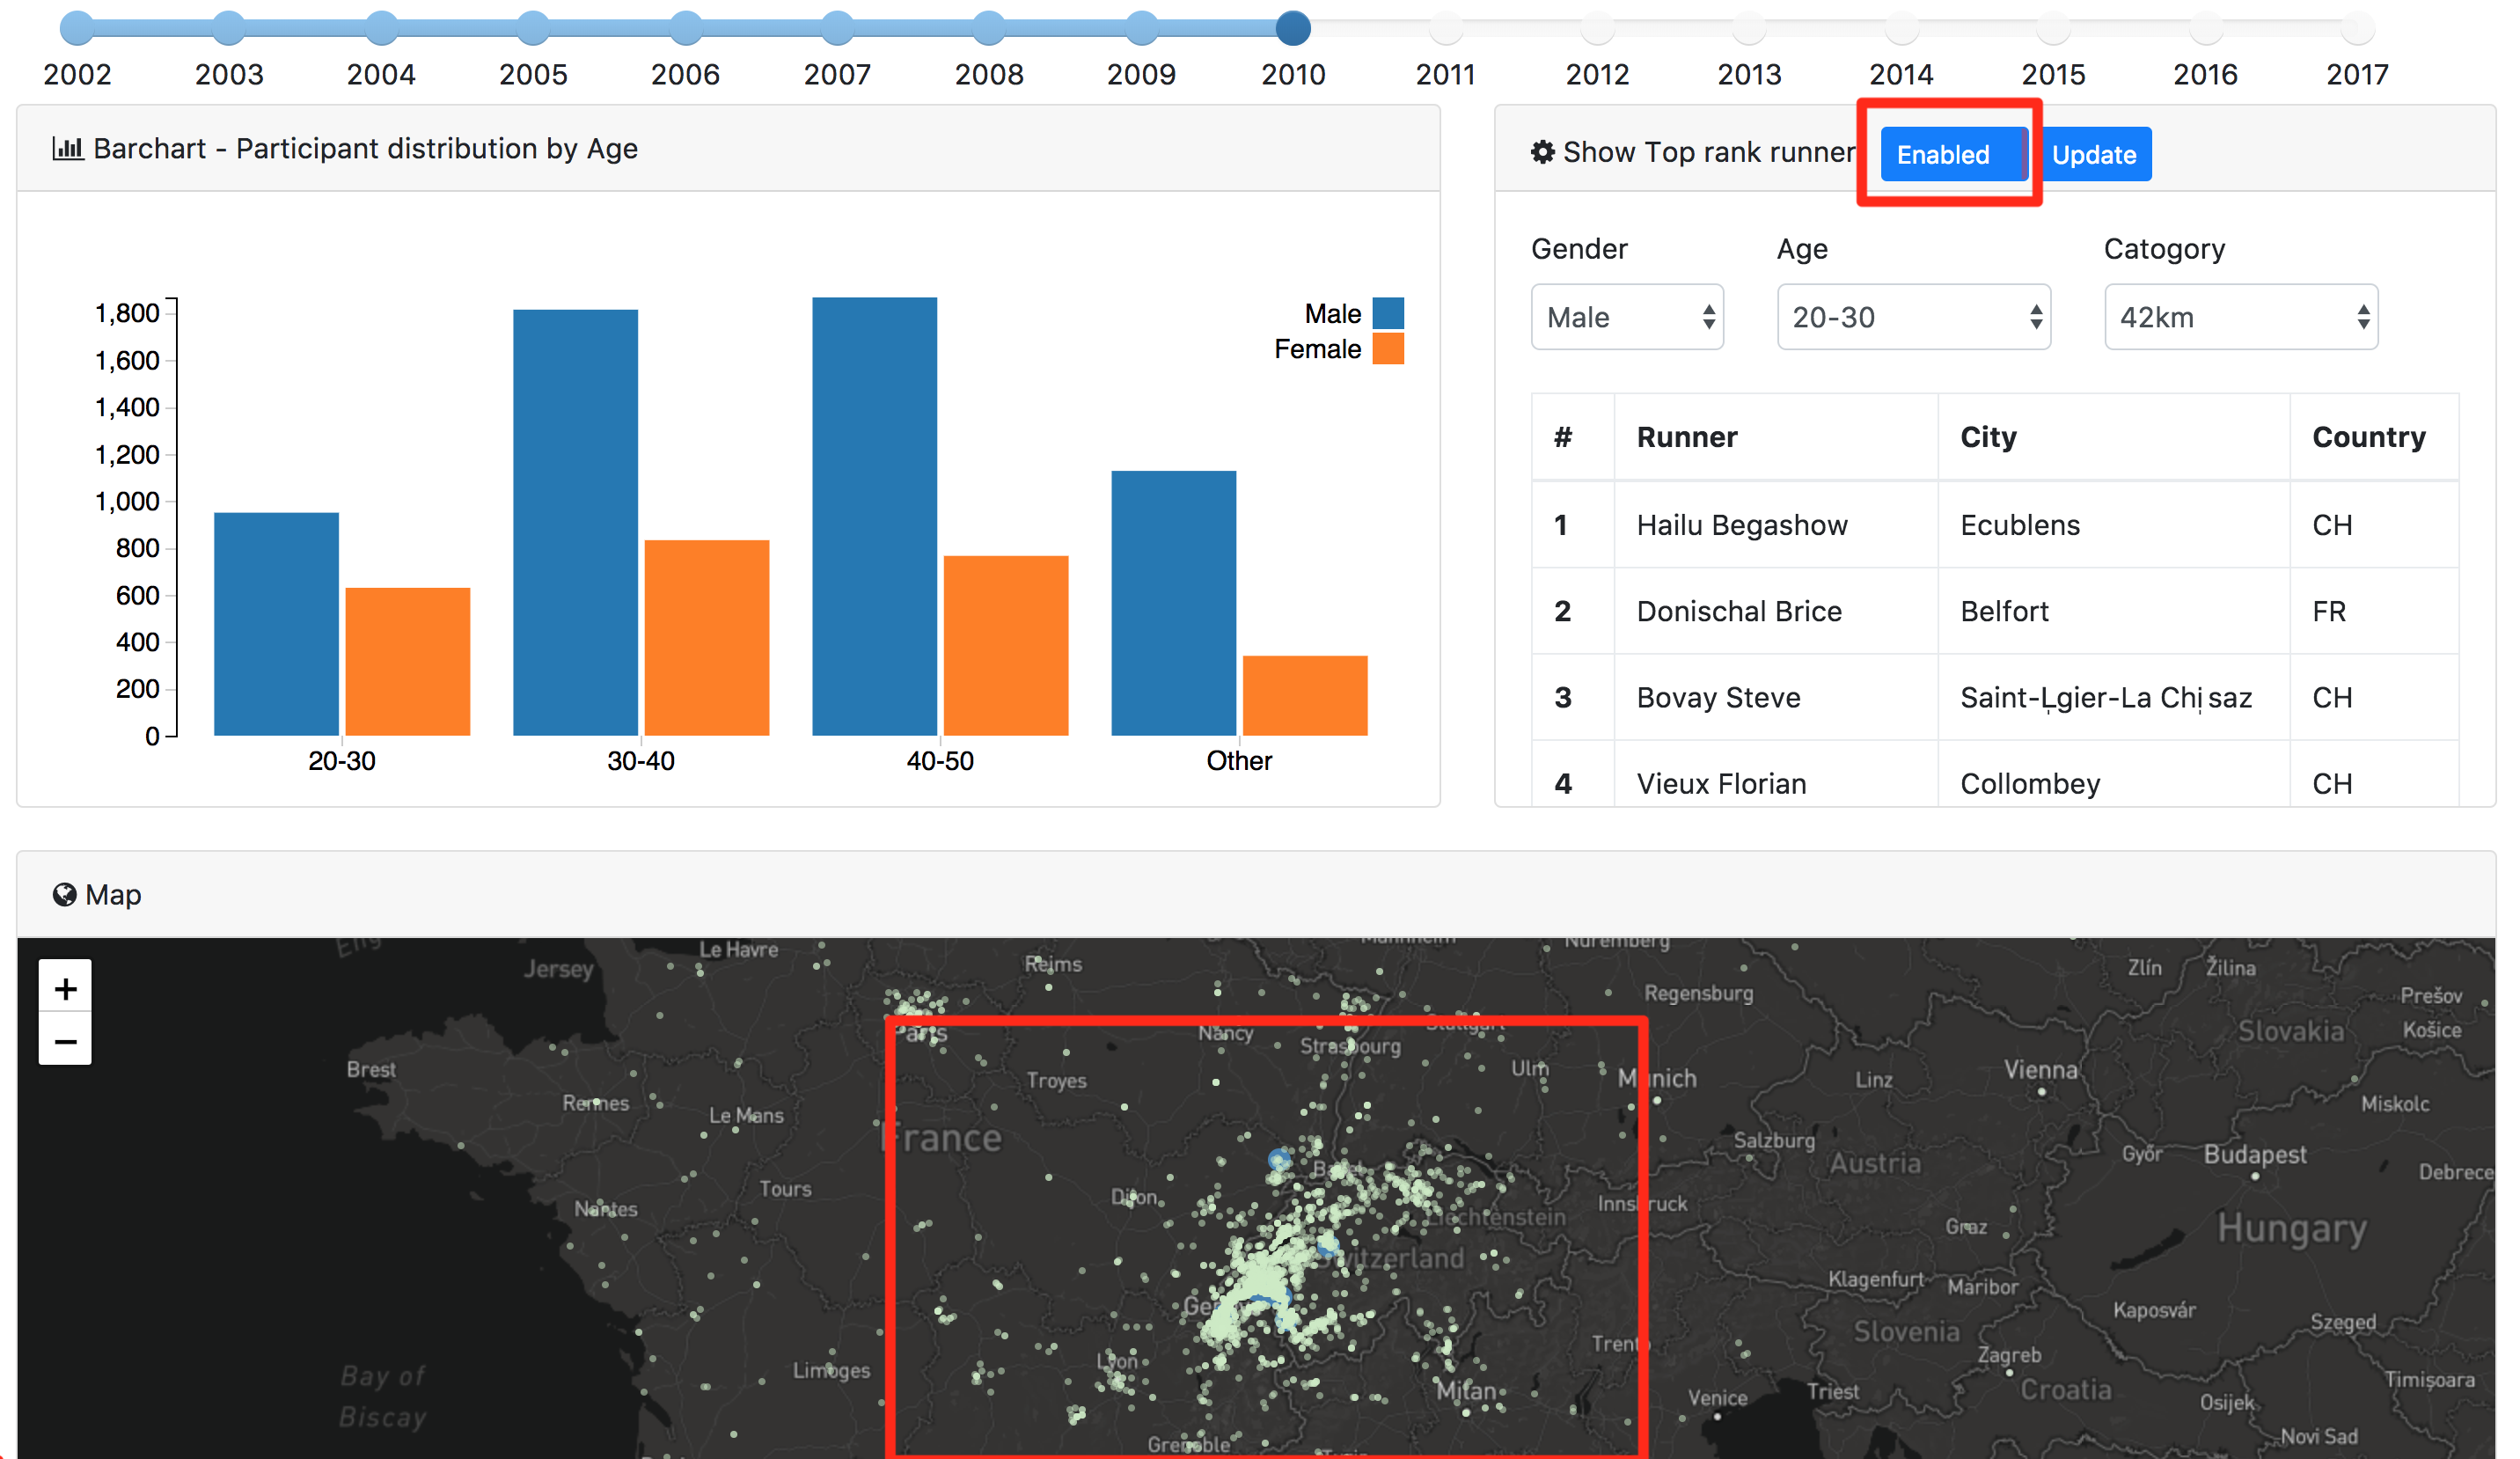 2002 2003 2004 2005 2006 2007 2008 2009 2010 2011 2012 2013 2014 2015 2016 2017
Barchart - Participant distribution by Age
1,800
1,600
1,400
1,200
1,000
800
600
400
200
0
20-30 30-40 40-50 Other
Male
Female
Show Top rank runner Enabled Update
Gender Age Catogory
Male 20-30 42km
# Runner City Country
1 Hailu Begashow Ecublens CH
2 Donischal Brice Belfort FR
3 Bovay Steve Saint-Ļgier-La Chi̩saz CH
4 Vieux Florian Collombey CH
Map
+
−
Le Havre
Jersey
Reims
Nuremberg
Zlín
Žilina
Regensburg
Prešov
Paris
Nancy
Strasbourg
Stuttgart
Slovakia
Košice
Brest
Troyes
Ulm
Munich
Linz
Vienna
Rennes
Le Mans
Miskolc
France
Salzburg
Austria
Győr
Budapest
Debrece
Tours
Dijon
Nantes
Innsbruck
Liechtenstein
Graz
Hungary
Switzerland
Klagenfurt
Maribor
Kaposvár
Szeged
Trento
Slovenia
Zagreb
Limoges
Lyon
Bay of
Biscay
Milan
Venice
Triest
Croatia
Osijek
Timișoara
Grenoble
Novi Sad